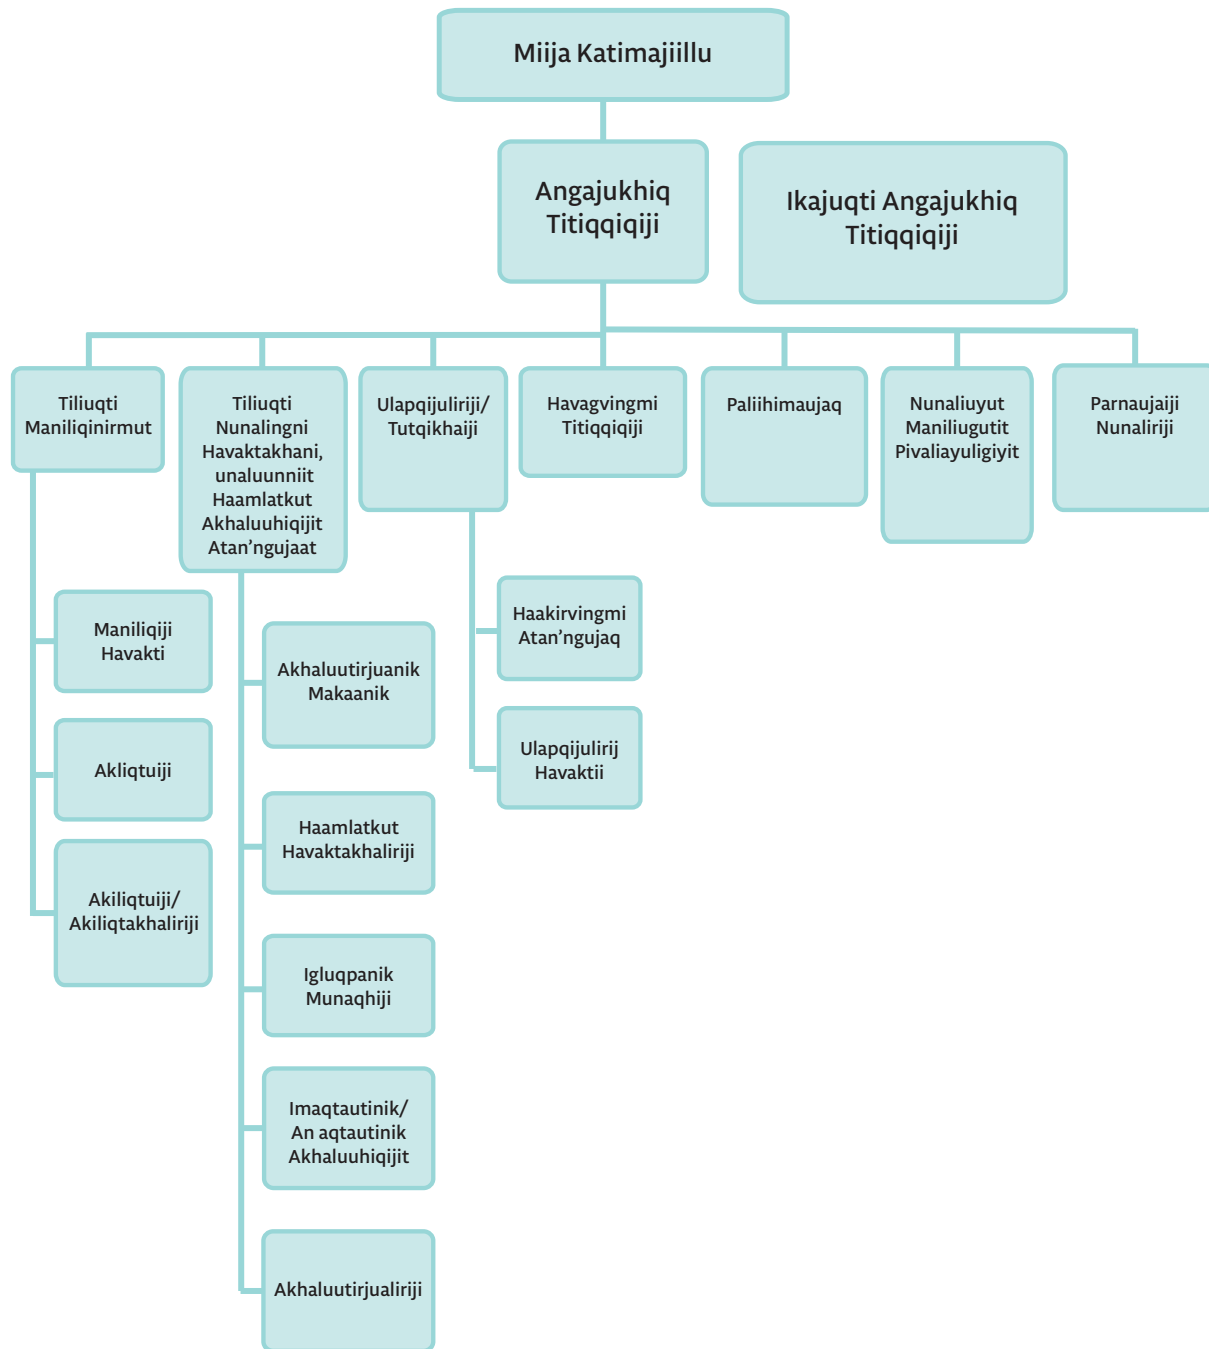 Miija Katimajiillu
Angajukhiq
Titiqqiqiji
Ikajuqti Angajukhiq
Titiqqiqiji
Tiliuqti
Maniliqinirmut
Tiliuqti
Nunalingni
Havaktakhani,
unaluunniit
Haamlatkut
Akhaluuhiqijit
Atan’ngujaat
Ulapqijuliriji/
Tutqikhaiji
Havagvingmi
Titiqqiqiji
Paliihimaujaq
Nunaliuyut
Maniliugutit
Pivaliayuligiyit
Parnaujaiji
Nunaliriji
Maniliqiji
Havakti
Akliqtuiji
Akiliqtuiji/
Akiliqtakhaliriji
Akhaluutirjuanik
Makaanik
Haamlatkut
Havaktakhaliriji
Igluqpanik
Munaqhiji
Imaqtautinik/
An aqtautinik
Akhaluuhiqijit
Akhaluutirjualiriji
Haakirvingmi
Atan’ngujaq
Ulapqijulirij
Havaktii